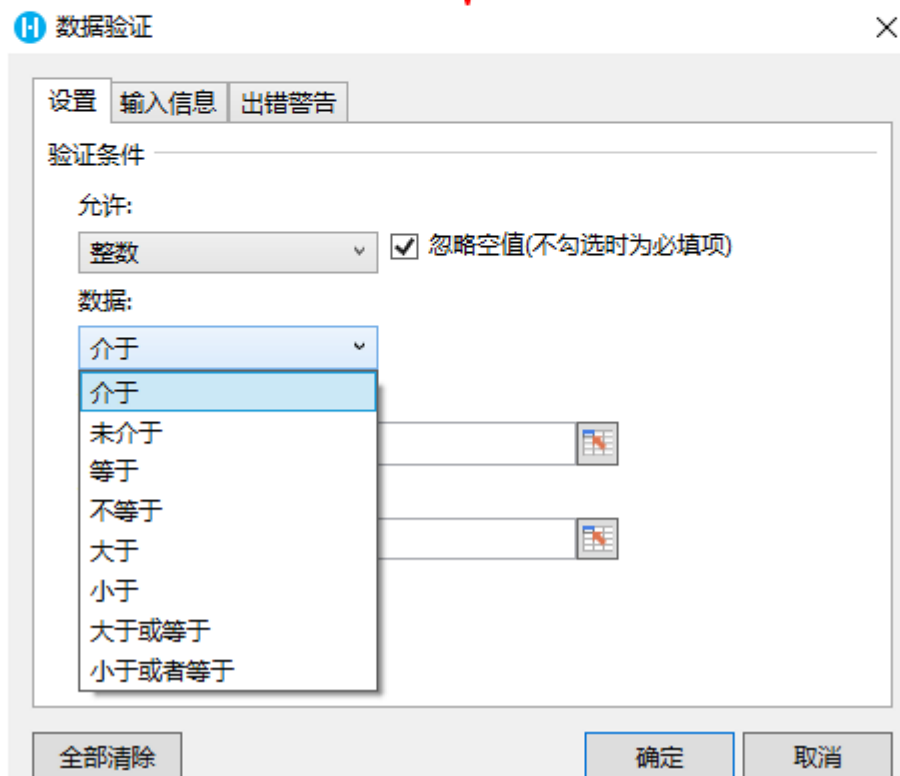 数据验证
设置 输入信息 出错警告
验证条件
允许:
整数 忽略空值(不勾选时为必填项)
数据:
介于
介于
未介于
等于
不等于
大于
小于
大于或等于
小于或者等于
全部清除 确定 取消